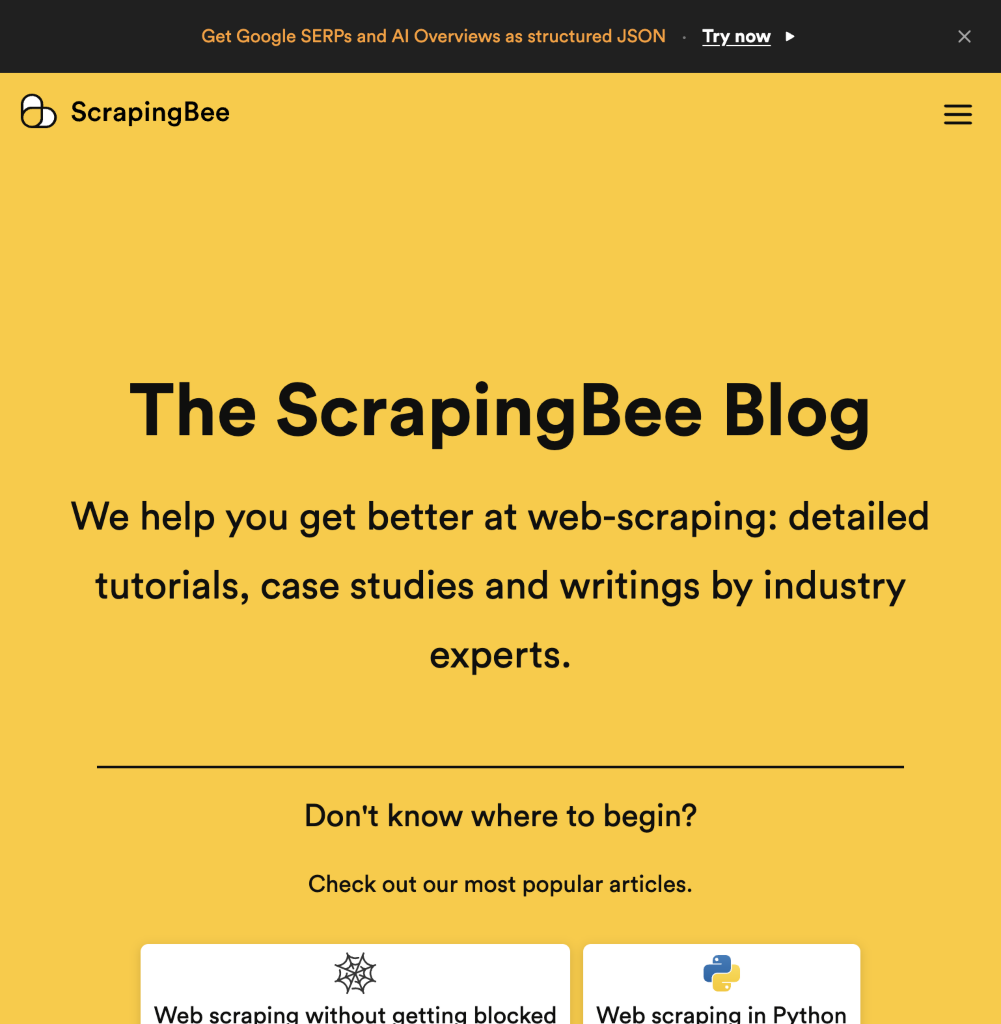 Get Google SERPs and AI Overviews as structured JSON · Try now ▶
ScrapingBee
The ScrapingBee Blog
We help you get better at web-scraping: detailed
tutorials, case studies and writings by industry
experts.
Don't know where to begin?
Check out our most popular articles.
Web scraping without getting blocked
Web scraping in Python